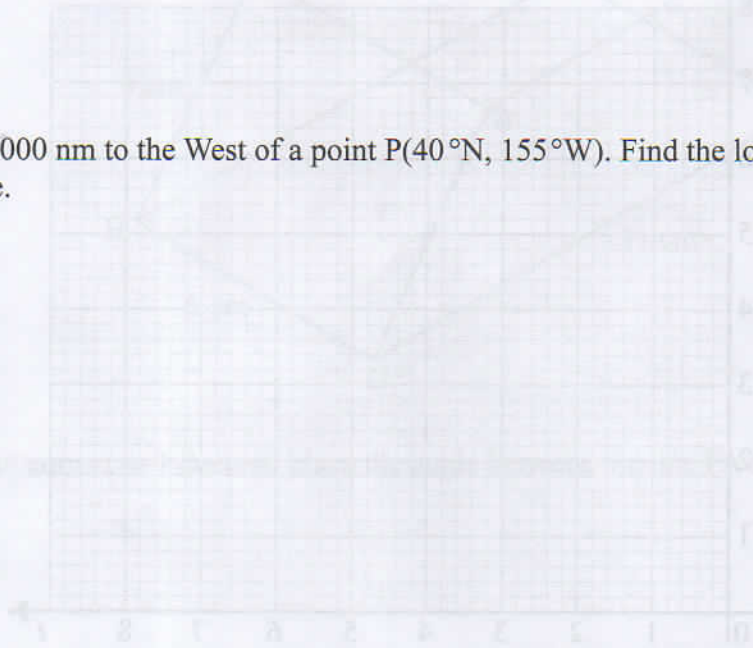 000 nm to the West of a point P(40°N, 155°W). Find the lo
e.